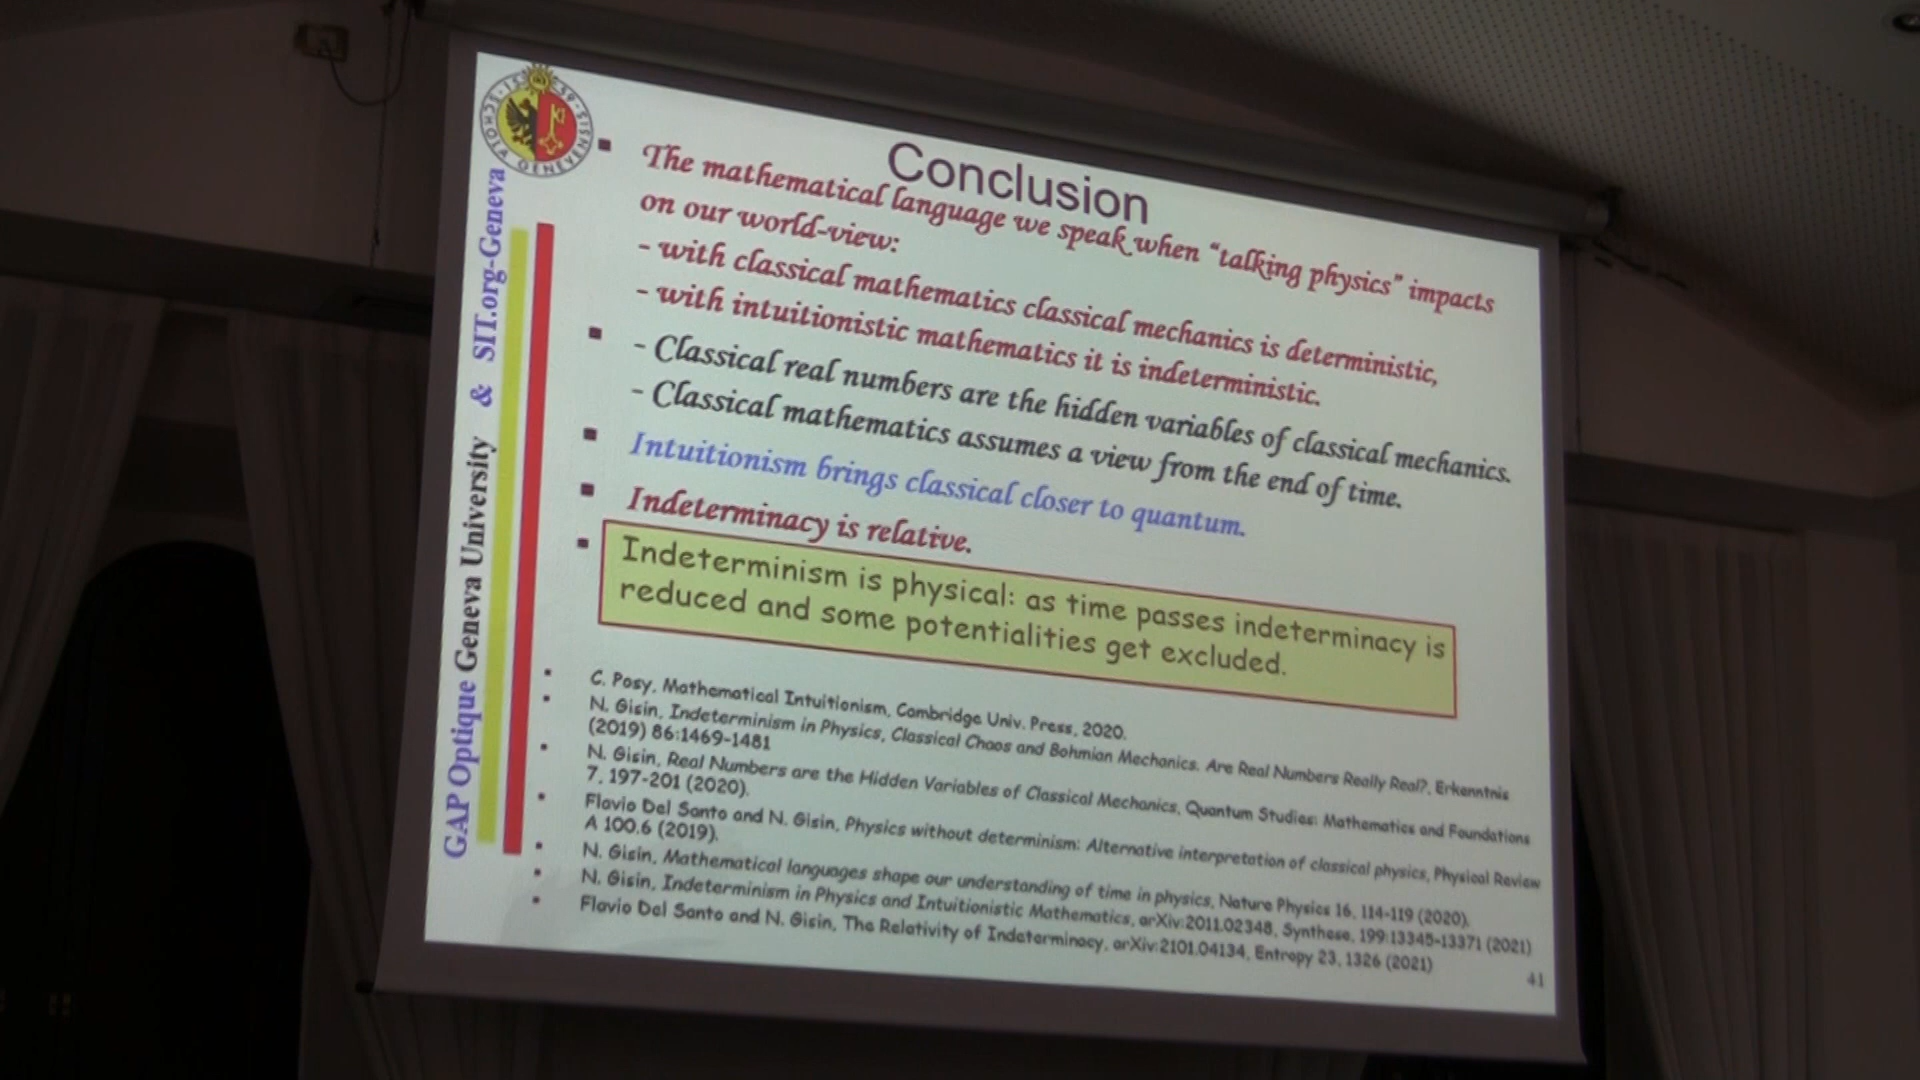 Conclusion
The mathematical language we speak when “talking physics” impacts
on our world-view:
- with classical mathematics classical mechanics is deterministic,
- with intuitionistic mathematics it is indeterministic.
- Classical real numbers are the hidden variables of classical mechanics.
- Classical mathematics assumes a view from the end of time.
Intuitionism brings classical closer to quantum.
Indeterminacy is relative.
Indeterminism is physical: as time passes indeterminacy is
reduced and some potentialities get excluded.
C. Posy, Mathematical Intuitionism, Cambridge Univ. Press, 2020.
N. Gisin, Indeterminism in Physics, Classical Chaos and Bohmian Mechanics. Are Real Numbers Really Real?, Erkenntnis
(2019) 86:1469-1481
N. Gisin, Real Numbers are the Hidden Variables of Classical Mechanics, Quantum Studies: Mathematics and Foundations
7, 197-201 (2020).
Flavio Del Santo and N. Gisin, Physics without determinism: Alternative interpretation of classical physics, Physical Review
A 100.6 (2019).
N. Gisin, Mathematical languages shape our understanding of time in physics, Nature Physics 16, 114-119 (2020).
N. Gisin, Indeterminism in Physics and Intuitionistic Mathematics, arXiv:2011.02348, Synthese, 199:13345-13371 (2021)
Flavio Del Santo and N. Gisin, The Relativity of Indeterminacy, arXiv:2101.04134, Entropy 23, 1326 (2021)
41
GAP Optique Geneva University & SIT.org-Geneva
SCHOLA GENEVENSIS